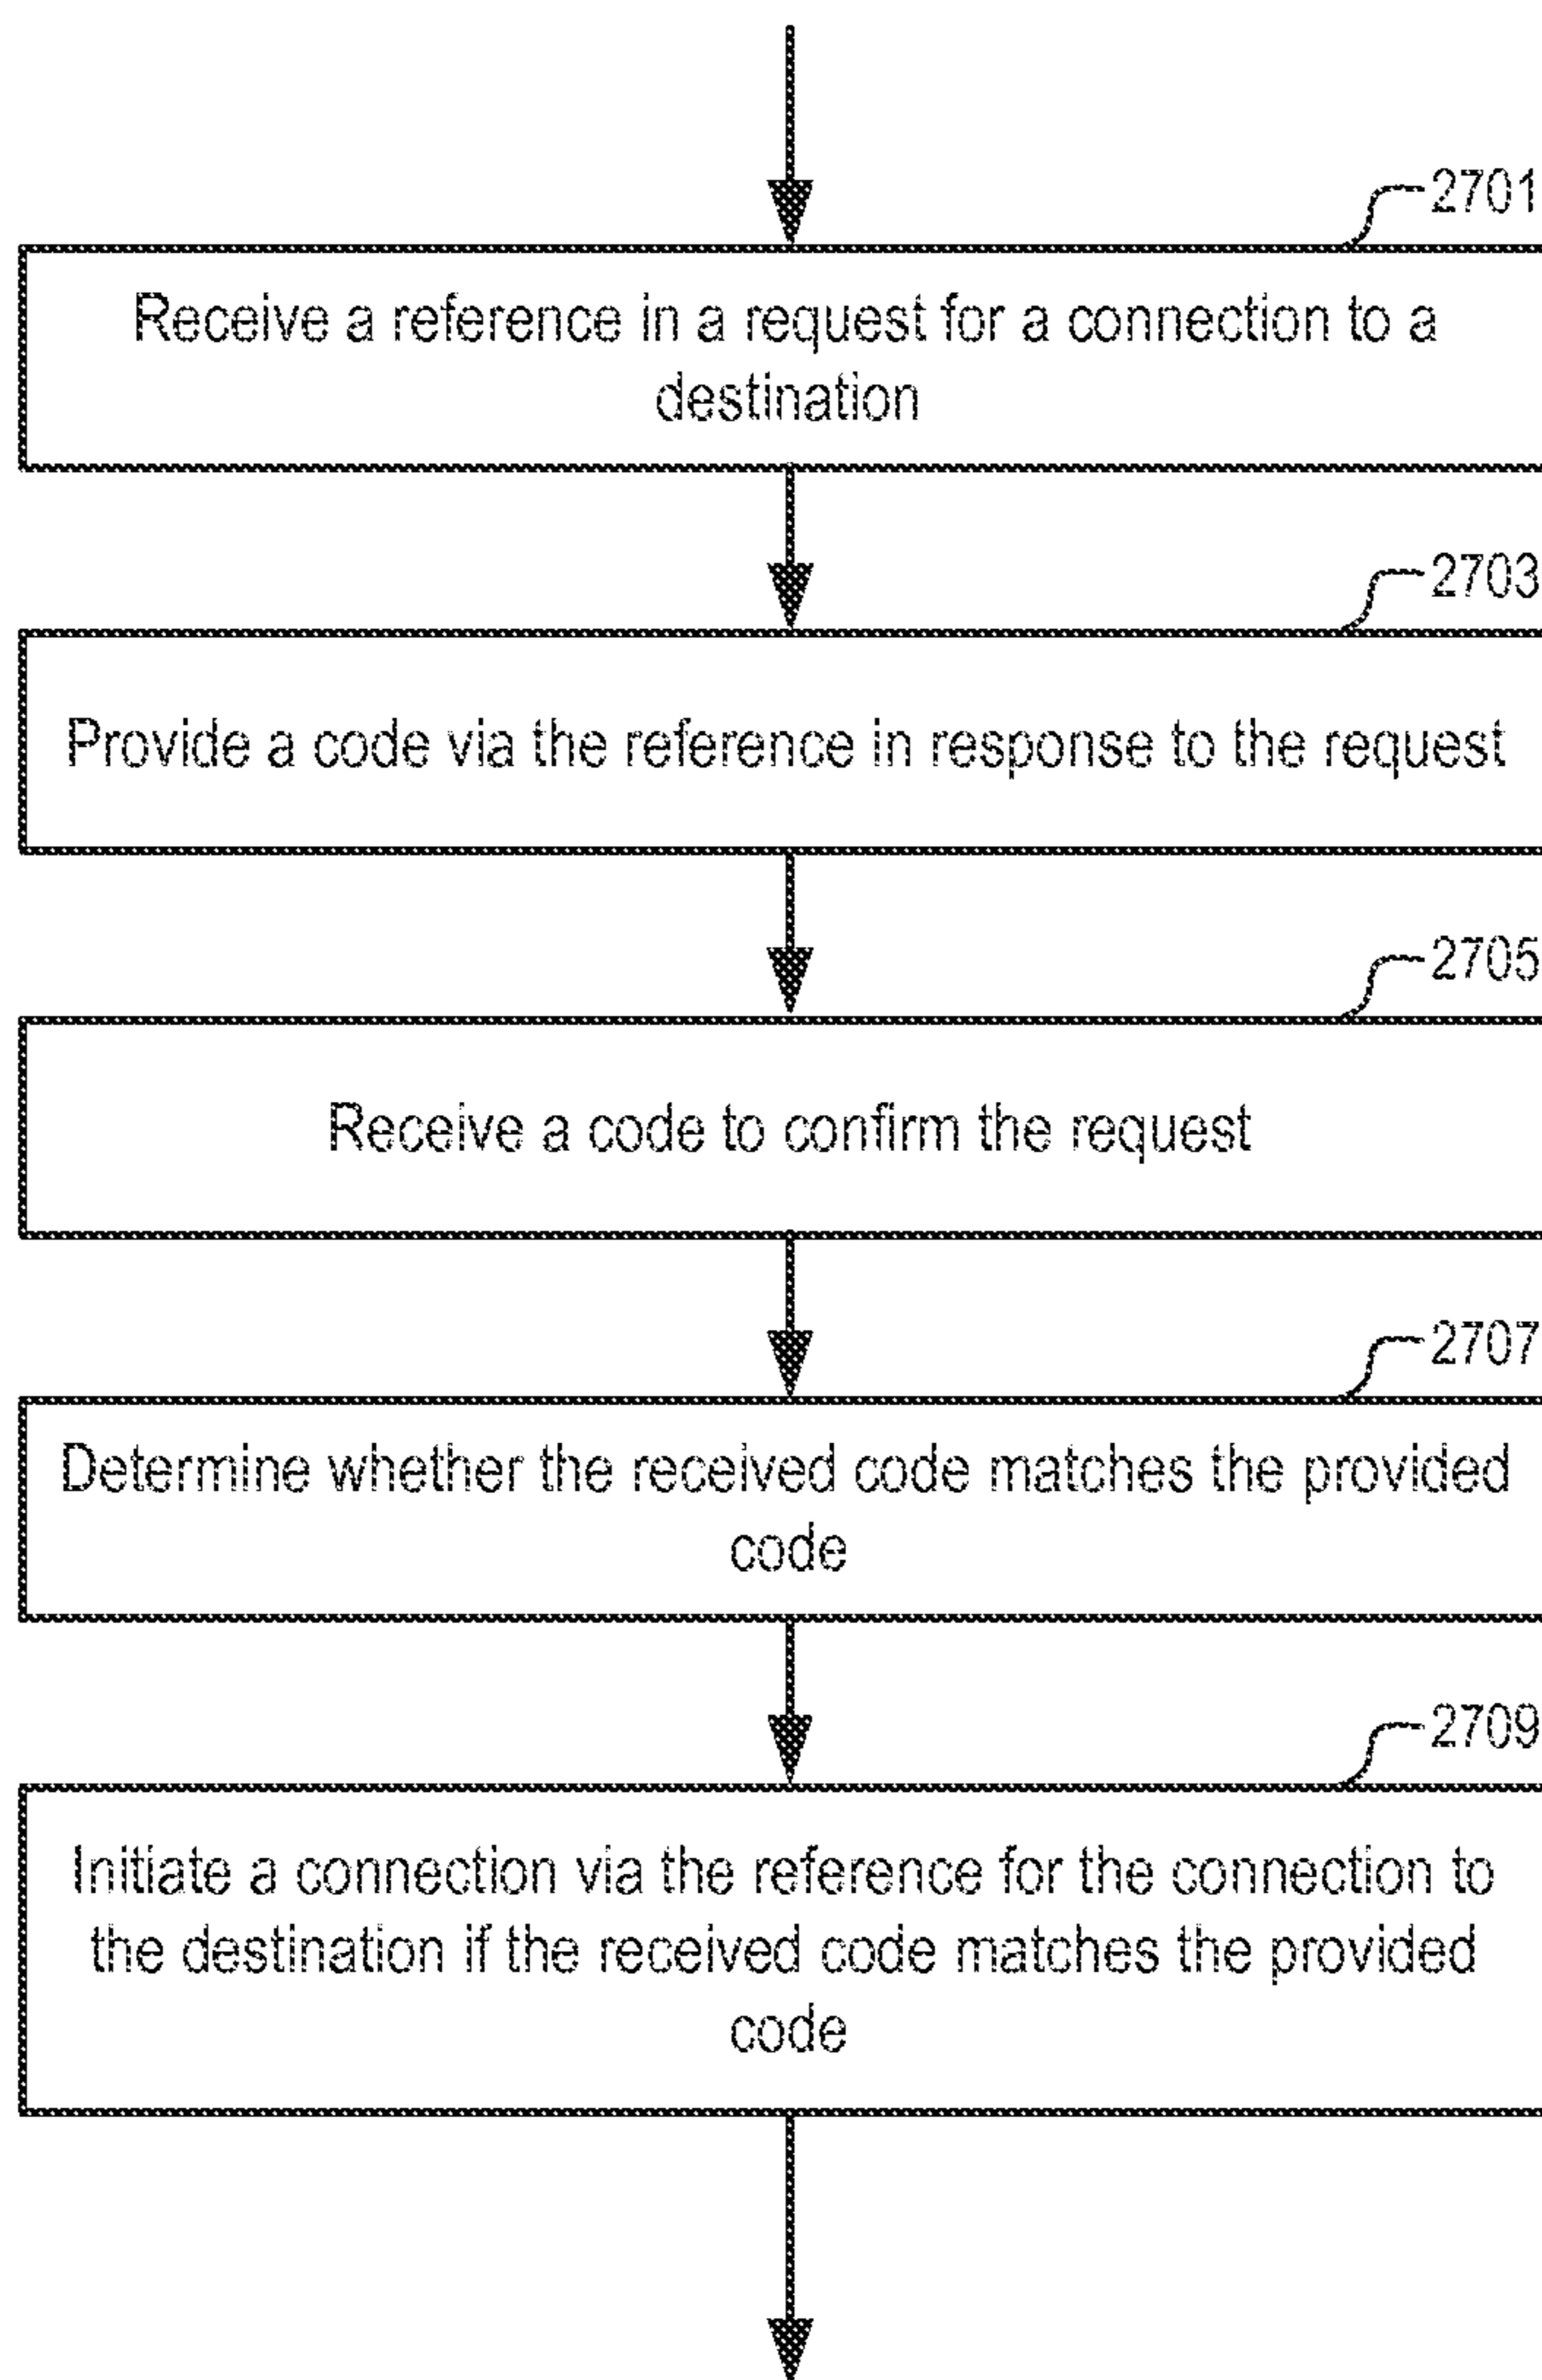 2701
Receive a reference in a request for a connection to a
destination
2703
Provide a code via the reference in response to the request
2705
Receive a code to confirm the request
2707
Determine whether the received code matches the provided
code
2709
Initiate a connection via the reference for the connection to
the destination if the received code matches the provided
code